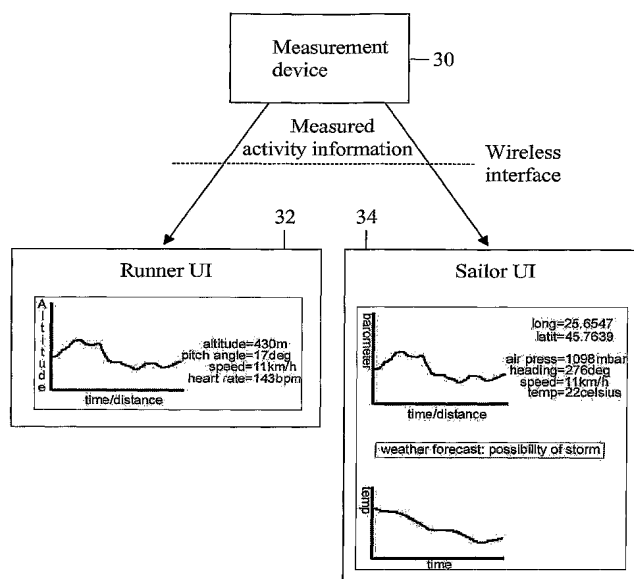 Measurement
device
30
Measured
activity information
Wireless
interface
32
34
Runner UI
Altitude
altitude=430m
pitch angle=17deg
speed=11km/h
heart rate=143bpm
time/distance
Sailor UI
barometer
long=25.6547
latit=45.7639
air press=1098mbar
heading=276deg
speed=11km/h
temp=22celsius
time/distance
weather forecast: possibility of storm
temp
time